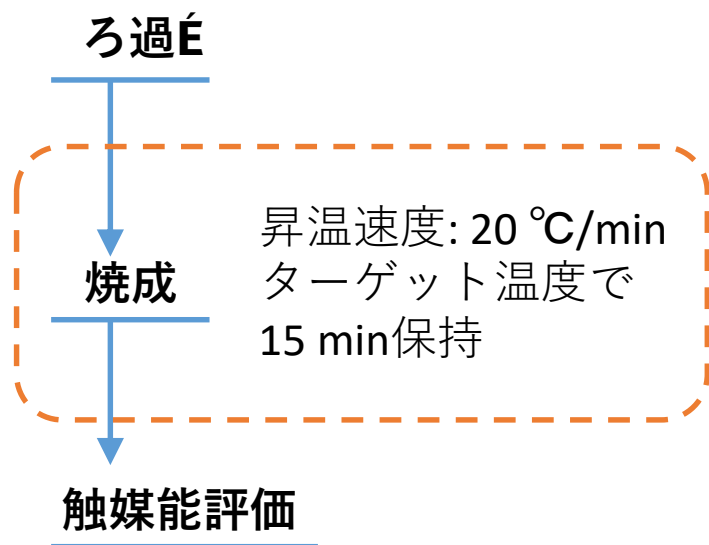 ろ過É
昇温速度: 20 ℃/min
ターゲット温度で
15 min保持
焼成
触媒能評価